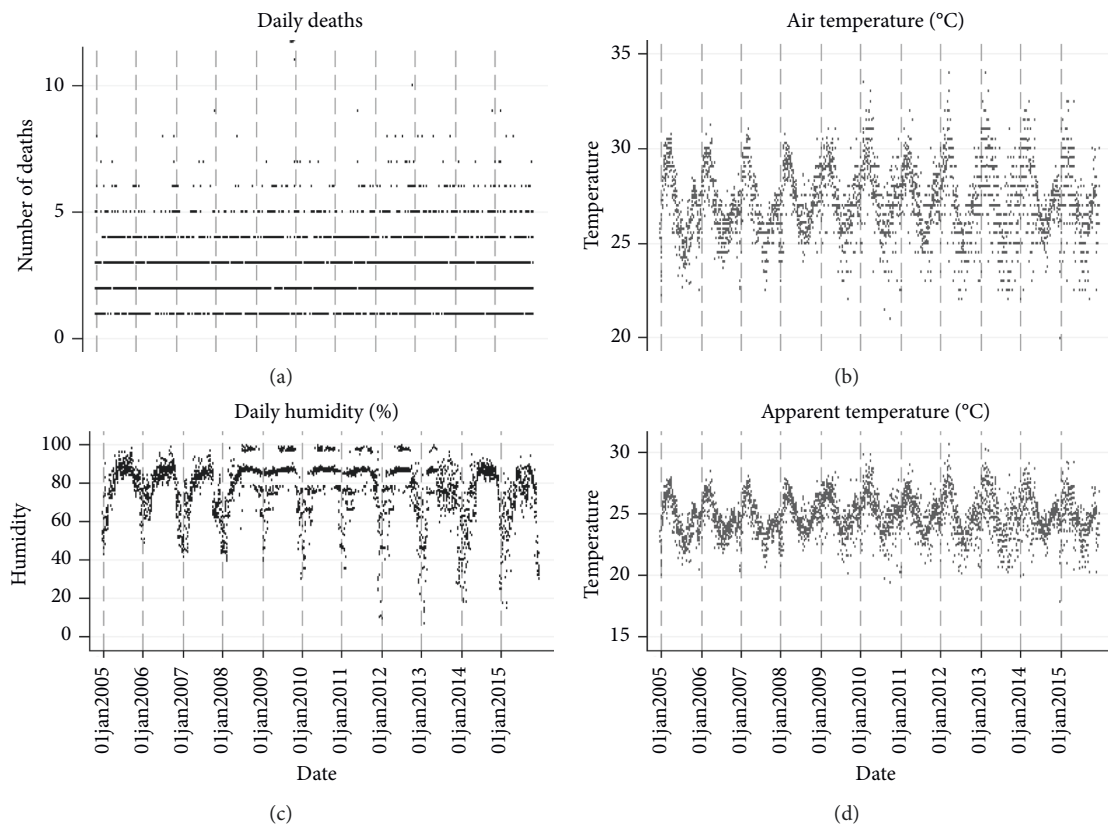 Daily deaths
Number of deaths
10
5
0
(a)
Air temperature (°C)
Temperature
35
30
25
20
(b)
Daily humidity (%)
Humidity
100
80
60
40
20
0
01jan2005
01jan2006
01jan2007
01jan2008
01jan2009
01jan2010
01jan2011
01jan2012
01jan2013
01jan2014
01jan2015
Date
(c)
Apparent temperature (°C)
Temperature
30
25
20
15
01jan2005
01jan2006
01jan2007
01jan2008
01jan2009
01jan2010
01jan2011
01jan2012
01jan2013
01jan2014
01jan2015
Date
(d)